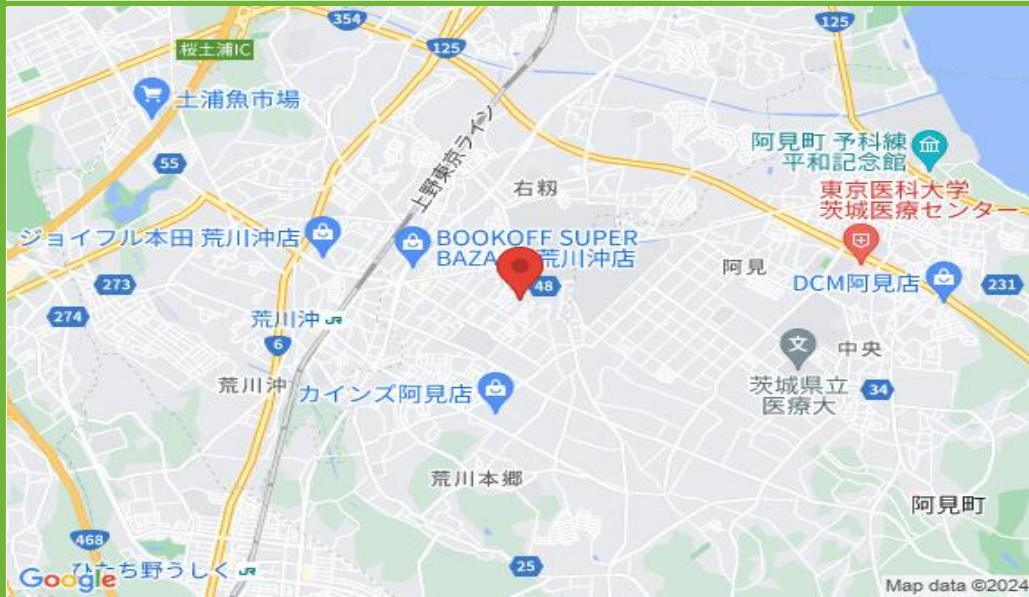 354
125
125
桜土浦IC
土浦魚市場
阿見町 予科練
平和記念館
55
上野東京ライン
右籾
東京医科大学
茨城医療センター
ジョイフル本田 荒川沖店
BOOKOFF SUPER
BAZA 荒川沖店
阿見
273
48
DCM阿見店
231
274
荒川沖 JR
6
中央
荒川沖
カインズ阿見店
茨城県立
医療大
34
荒川本郷
阿見町
468
ひたち野うしく JR
25
Google
Map data ©2024